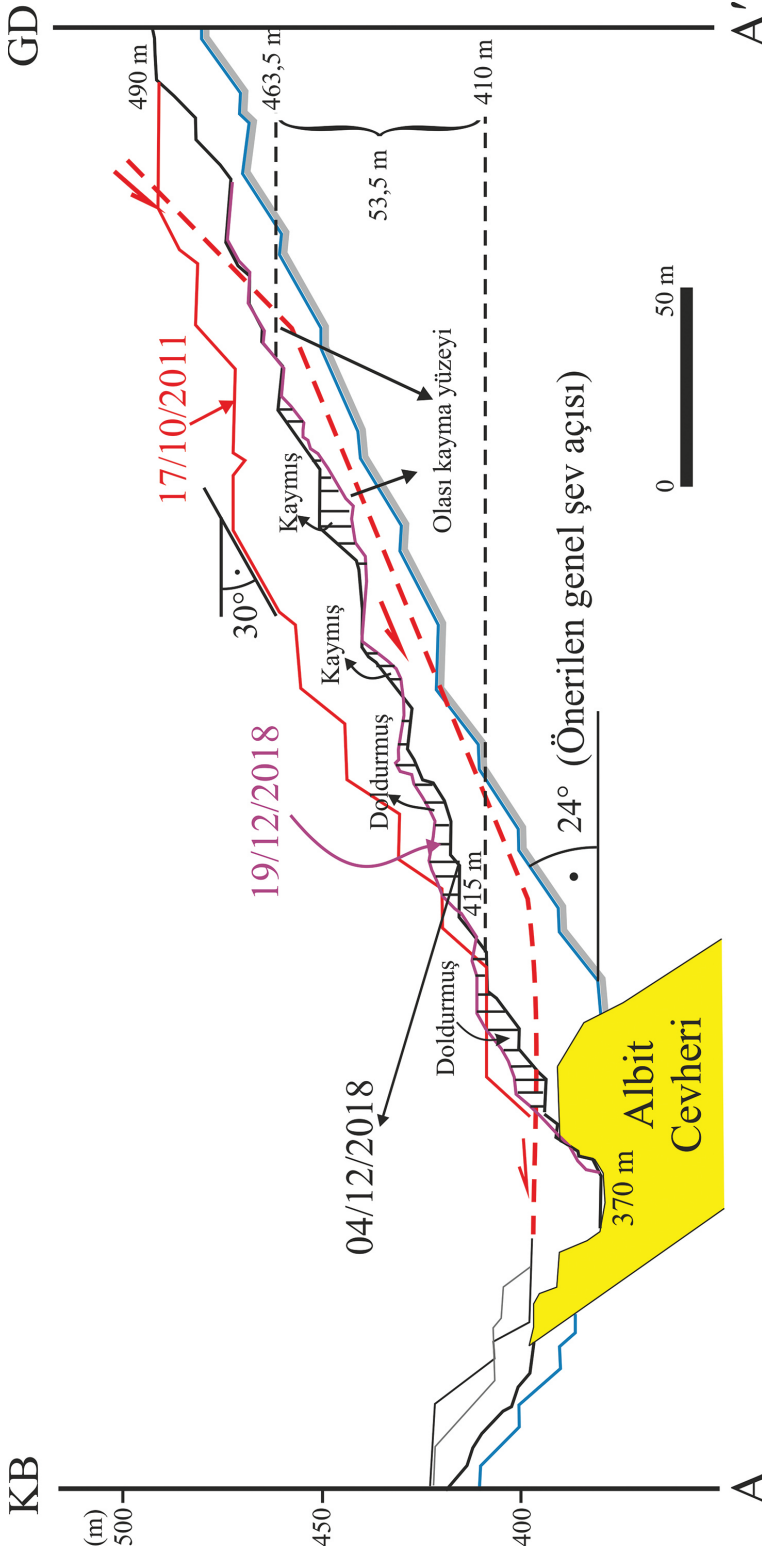 KB
GD
(m)
500
450
400
17/10/2011
490 m
463,5 m
53,5 m
410 m
30°
Kaymış
Kaymış
19/12/2018
Doldurmuş
Olası kayma yüzeyi
415 m
Doldurmuş
04/12/2018
0
50 m
24° (Önerilen genel şev açısı)
370 m
Albit
Cevheri
A
A'